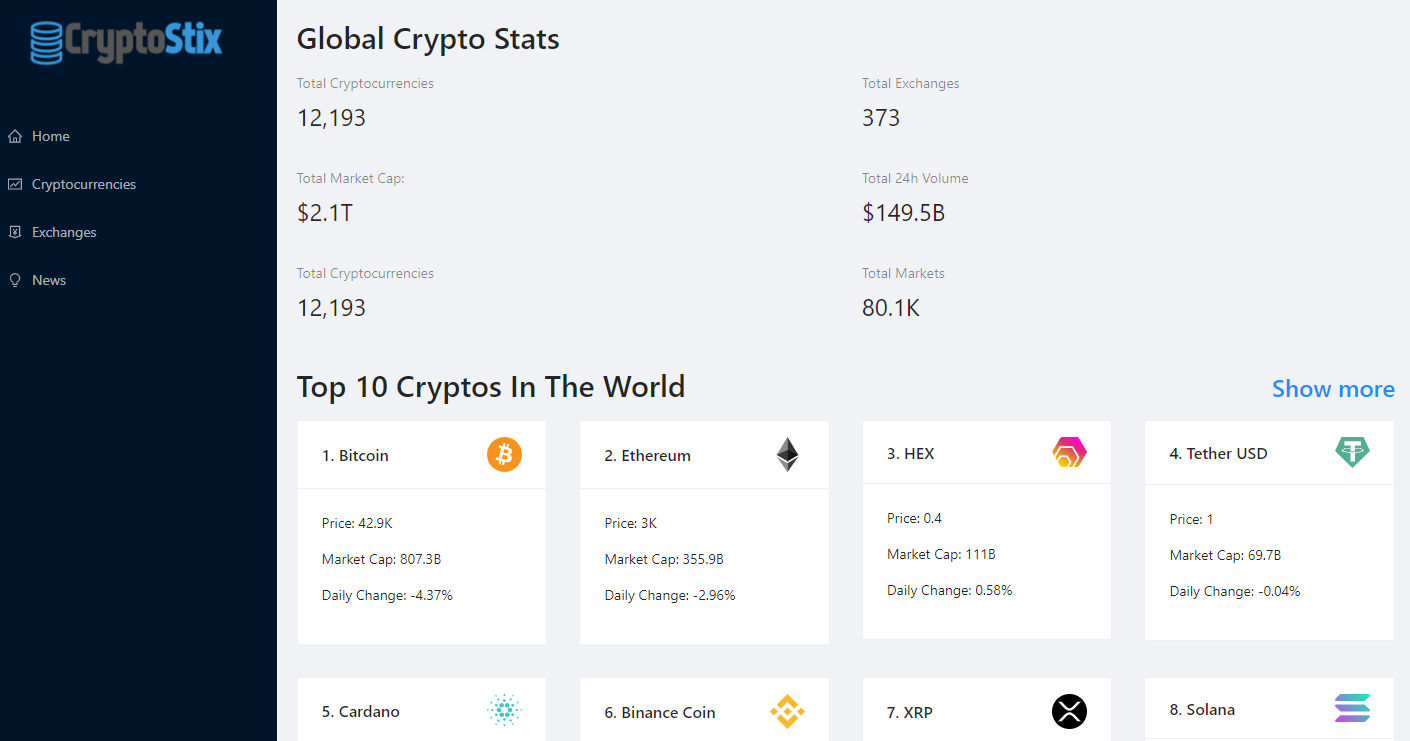 CryptoStix
Home
Cryptocurrencies
Exchanges
News
Global Crypto Stats
Total Cryptocurrencies
12,193
Total Exchanges
373
Total Market Cap:
$2.1T
Total 24h Volume
$149.5B
Total Cryptocurrencies
12,193
Total Markets
80.1K
Top 10 Cryptos In The World
Show more
1. Bitcoin
Price: 42.9K
Market Cap: 807.3B
Daily Change: -4.37%
2. Ethereum
Price: 3K
Market Cap: 355.9B
Daily Change: -2.96%
3. HEX
Price: 0.4
Market Cap: 111B
Daily Change: 0.58%
4. Tether USD
Price: 1
Market Cap: 69.7B
Daily Change: -0.04%
5. Cardano
6. Binance Coin
7. XRP
8. Solana